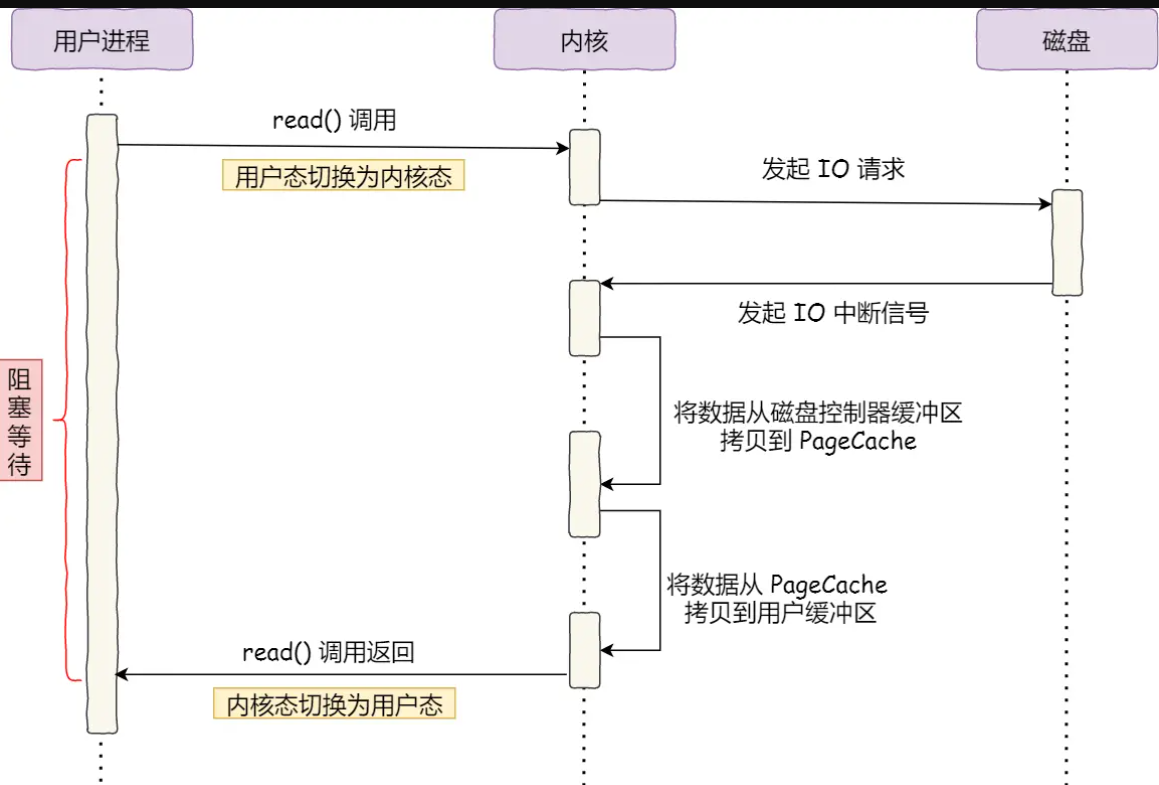 用户进程
内核
磁盘
read() 调用
用户态切换为内核态
发起 IO 请求
发起 IO 中断信号
阻
塞
等
待
将数据从磁盘控制器缓冲区
拷贝到 PageCache
将数据从 PageCache
拷贝到用户缓冲区
read() 调用返回
内核态切换为用户态